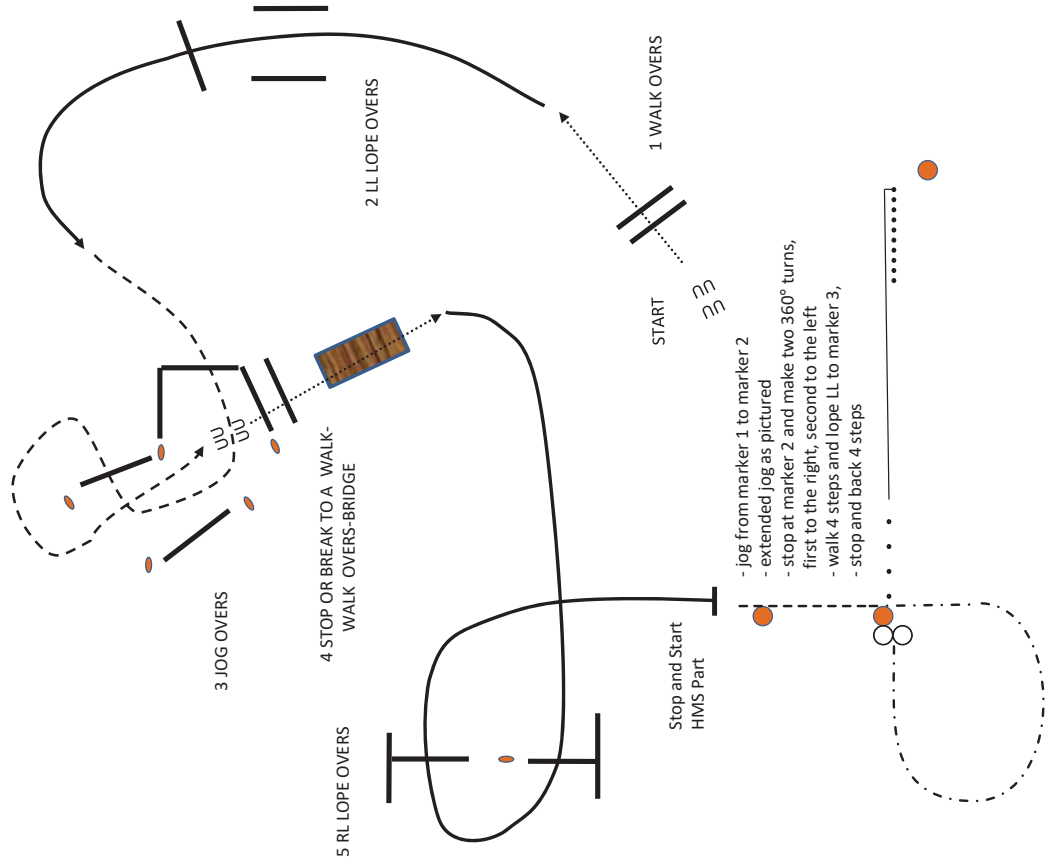 START
1 WALK OVERS
2 LL LOPE OVERS
3 JOG OVERS
4 STOP OR BREAK TO A WALK-
WALK OVERS-BRIDGE
5 RL LOPE OVERS
Stop and Start
HMS Part
- jog from marker 1 to marker 2
- extended jog as pictured
- stop at marker 2 and make two 360° turns,
first to the right, second to the left
- walk 4 steps and lope LL to marker 3,
- stop and back 4 steps